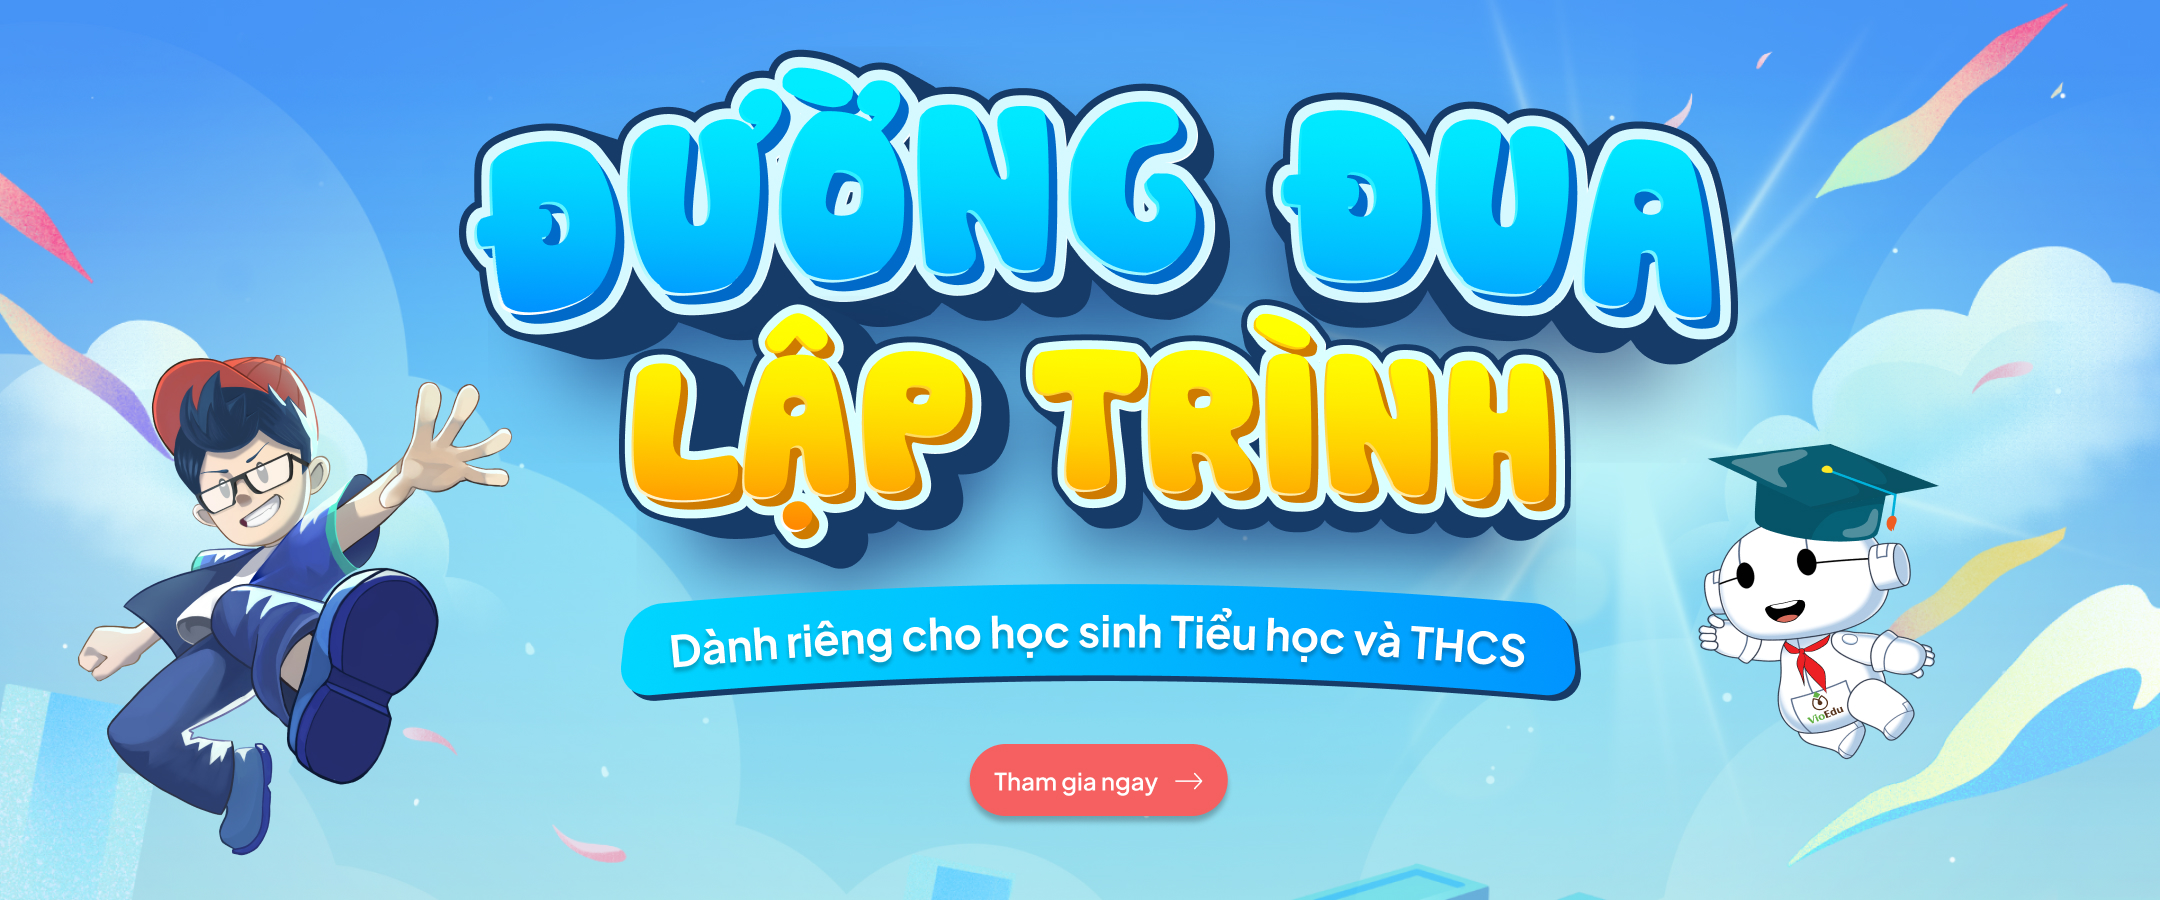 ĐƯỜNG ĐUA
LẬP TRÌNH
Dành riêng cho học sinh Tiểu học và THCS
Tham gia ngay
VioEdu